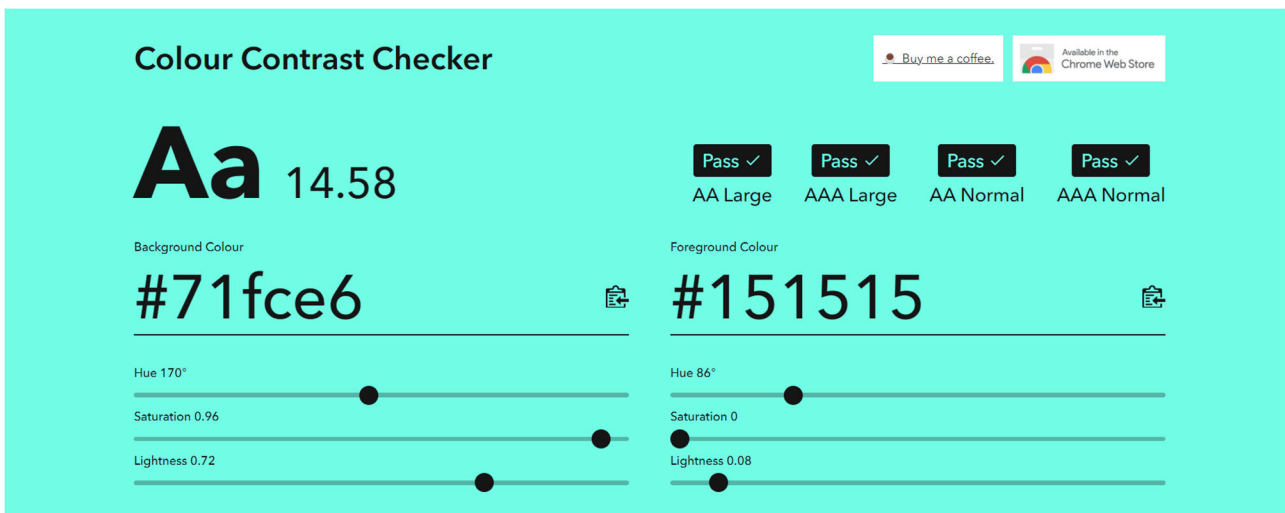 Colour Contrast Checker
Buy me a coffee.
Available in the
Chrome Web Store
Aa 14.58
Pass ✓ Pass ✓ Pass ✓ Pass ✓
AA Large AAA Large AA Normal AAA Normal
Background Colour
#71fce6
Foreground Colour
#151515
Hue 170°
Saturation 0.96
Lightness 0.72
Hue 86°
Saturation 0
Lightness 0.08